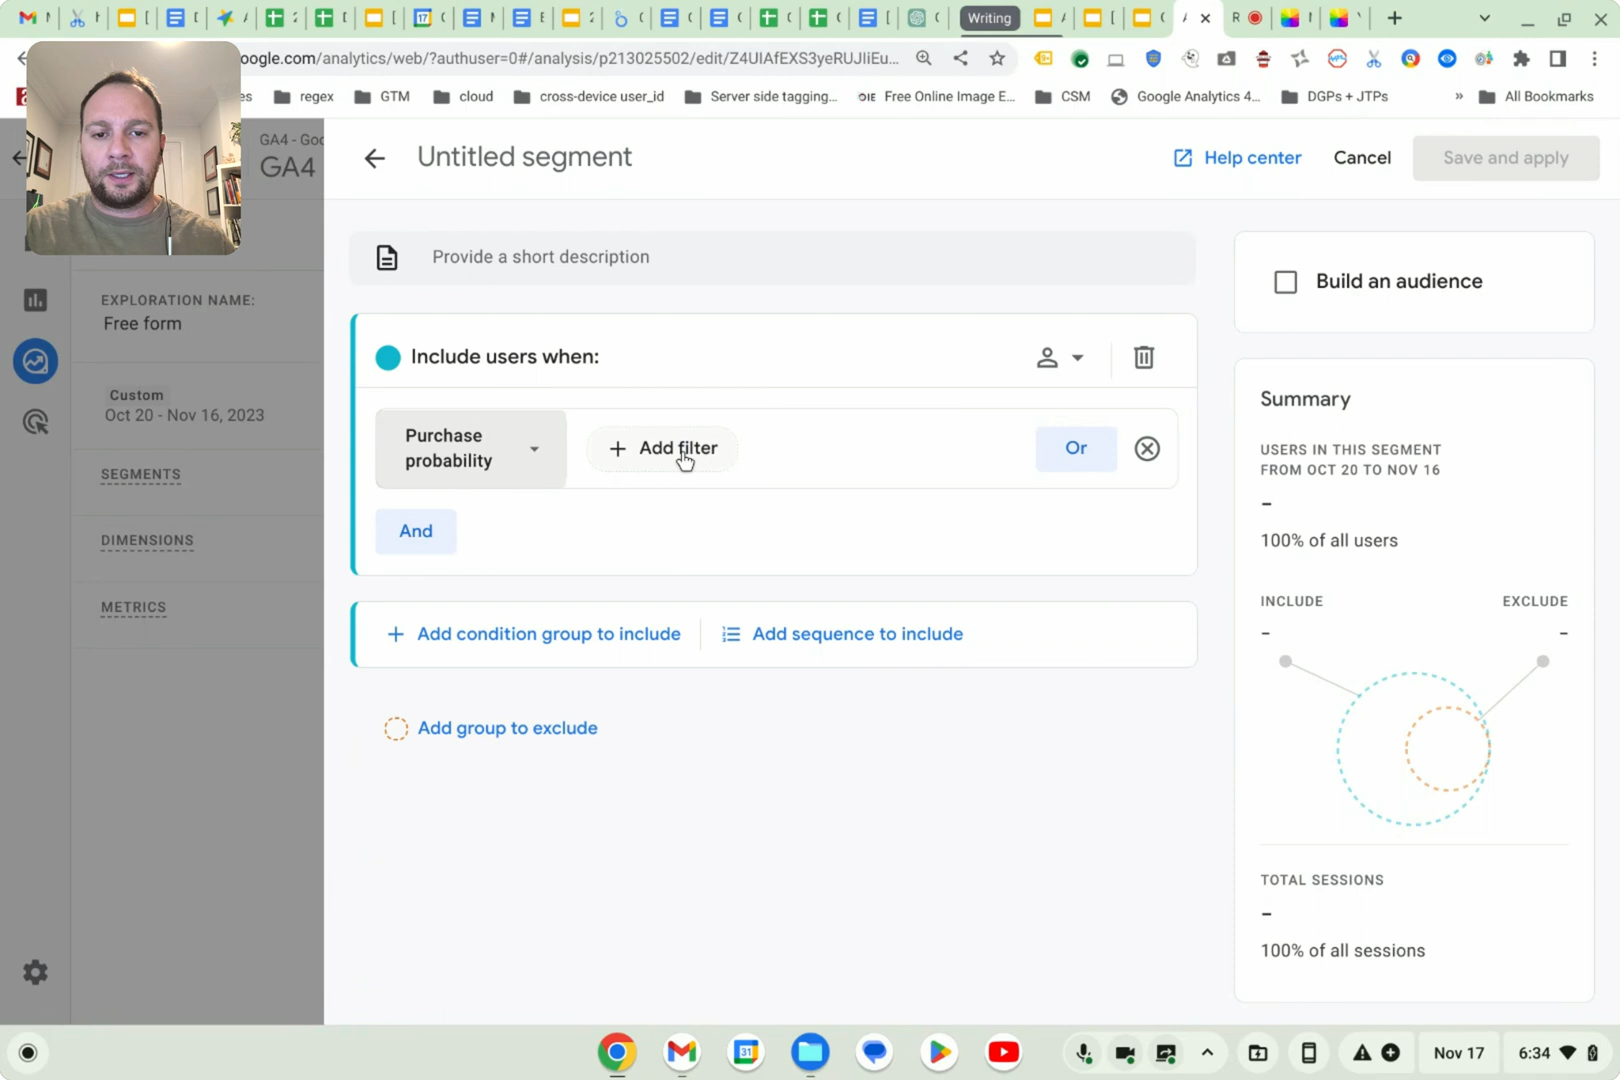 Writing
oogle.com/analytics/web/?authuser=0#/analysis/p213025502/edit/Z4UIAfEXS3yeRUJIiEu...
es
regex
GTM
cloud
cross-device user_id
Server side tagging...
OIE Free Online Image E...
CSM
Google Analytics 4...
DGPs + JTPs
»
All Bookmarks
GA4 - Goo
GA4
Untitled segment
Help center
Cancel
Save and apply
Provide a short description
Build an audience
EXPLORATION NAME:
Free form
Include users when:
Custom
Oct 20 - Nov 16, 2023
Purchase
probability
Add filter
Or
And
SEGMENTS
DIMENSIONS
METRICS
Add condition group to include
Add sequence to include
Add group to exclude
Summary
USERS IN THIS SEGMENT
FROM OCT 20 TO NOV 16
–
100% of all users
INCLUDE
EXCLUDE
–
–
TOTAL SESSIONS
–
100% of all sessions
31
Nov 17
6:34